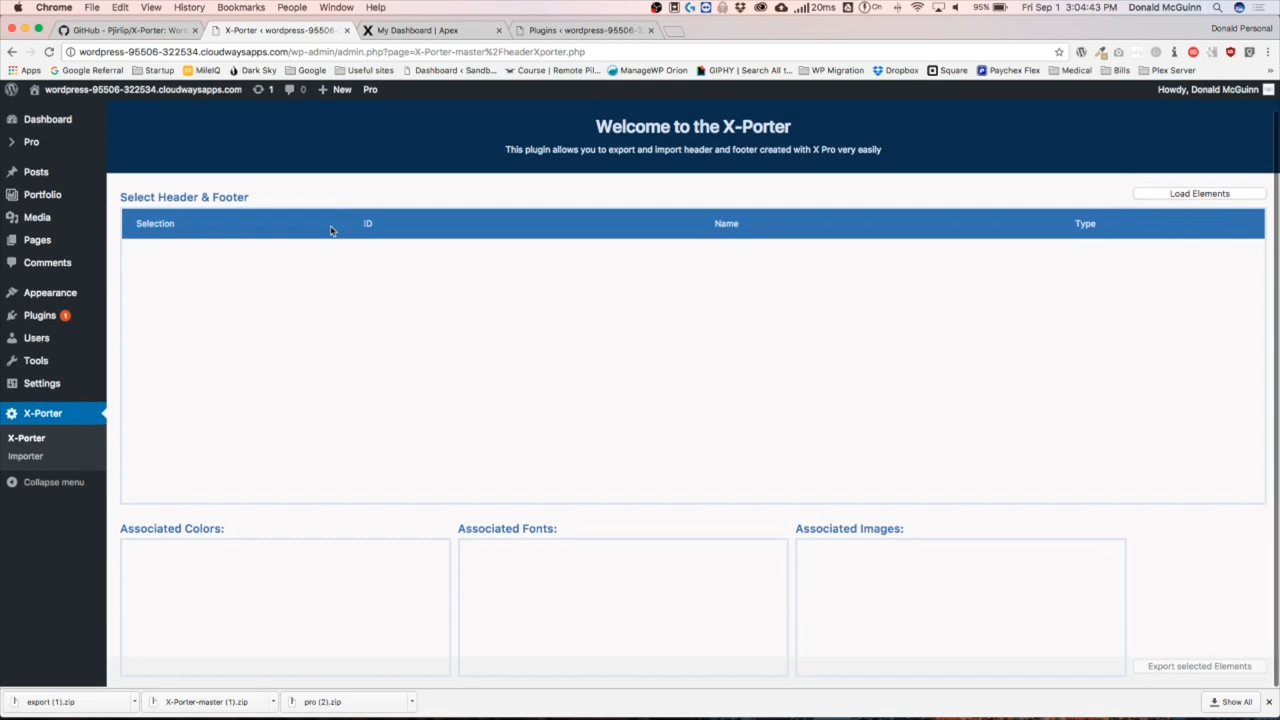 Chrome File Edit View History Bookmarks People Window Help 20ms On 95% Fri Sep 1 3:04:43 PM Donald McGuinn
GitHub - Pjirlip/X-Porter: Wor X-Porter ‹ wordpress-95506- My Dashboard | Apex Plugins ‹ wordpress-95506-3 Donald Personal
wordpress-95506-322534.cloudwaysapps.com/wp-admin/admin.php?page=X-Porter-master%2FheaderXporter.php
Apps Google Referral Startup MileIQ Dark Sky Google Useful sites Dashboard ‹ Sandb... Course | Remote Pil... ManageWP Orion GIPHY | Search All t... WP Migration Dropbox Square Paychex Flex Medical Bills Plex Server »
wordpress-95506-322534.cloudwaysapps.com 1 0 New Pro Howdy, Donald McGuinn
Dashboard
Pro
Posts
Portfolio
Media
Pages
Comments
Appearance
Plugins 1
Users
Tools
Settings
X-Porter
X-Porter
Importer
Collapse menu
Welcome to the X-Porter
This plugin allows you to export and import header and footer created with X Pro very easily
Select Header & Footer
Load Elements
Selection ID Name Type
Associated Colors: Associated Fonts: Associated Images:
Export selected Elements
export (1).zip X-Porter-master (1).zip pro (2).zip Show All